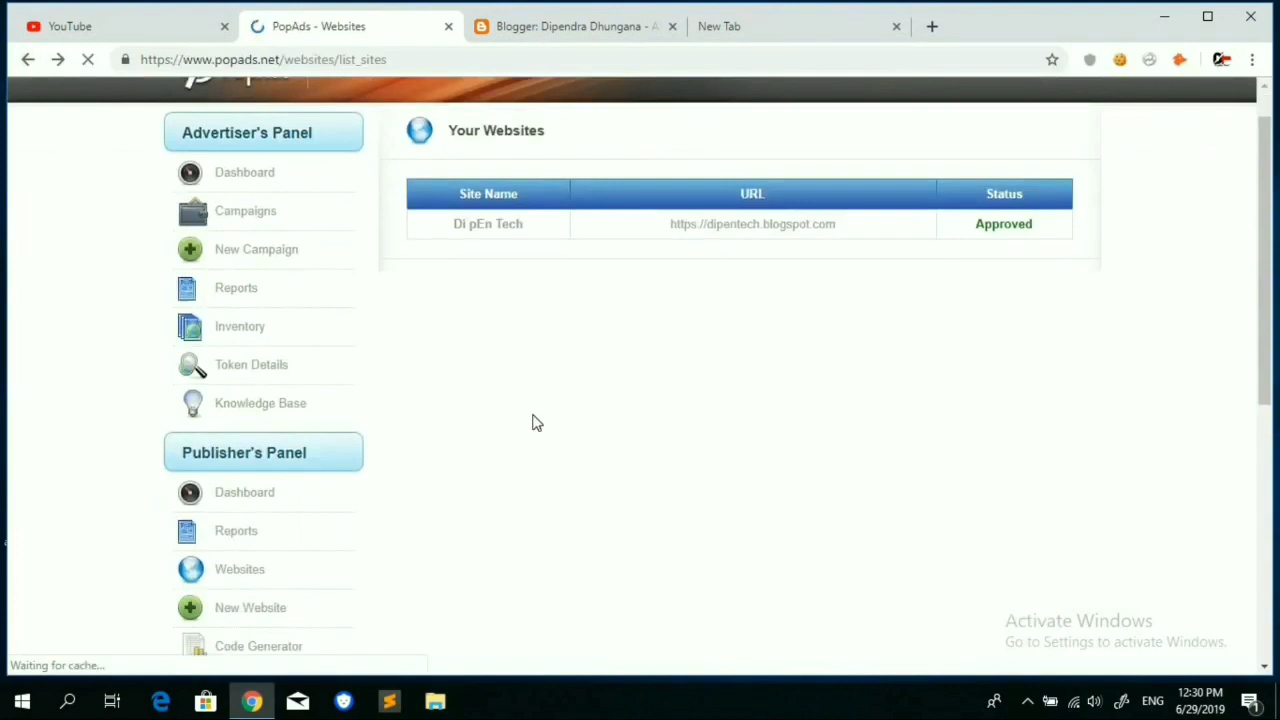 YouTube
PopAds - Websites
Blogger: Dipendra Dhungana - A
New Tab
https://www.popads.net/websites/list_sites
Advertiser's Panel
Dashboard
Campaigns
New Campaign
Reports
Inventory
Token Details
Knowledge Base
Publisher's Panel
Dashboard
Reports
Websites
New Website
Code Generator
Your Websites
Site Name URL Status
Di pEn Tech https://dipentech.blogspot.com Approved
Activate Windows
Go to Settings to activate Windows.
Waiting for cache...
ENG
12:30 PM
6/29/2019
1